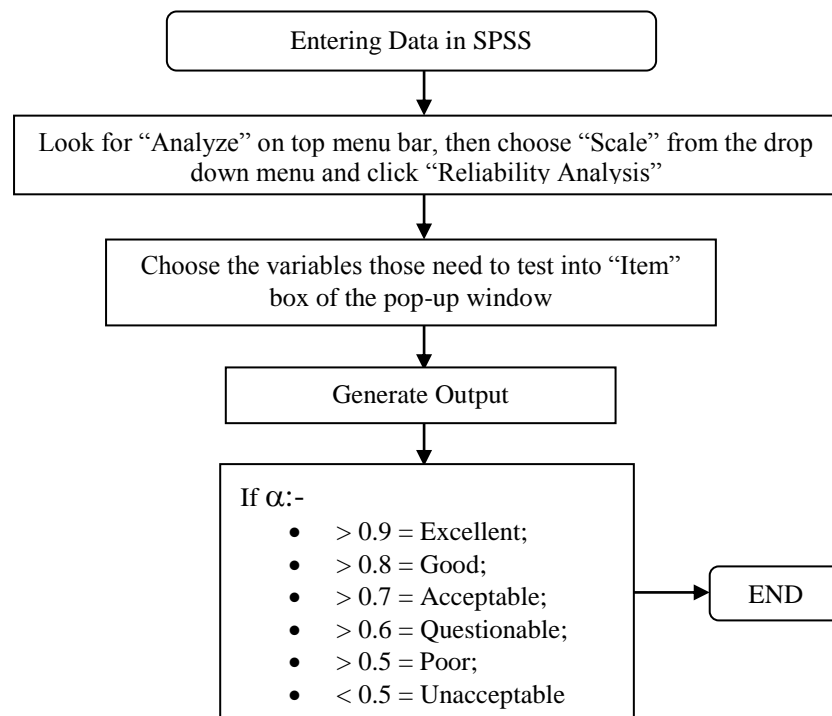 Entering Data in SPSS
Look for “Analyze” on top menu bar, then choose “Scale” from the drop
down menu and click “Reliability Analysis”
Choose the variables those need to test into “Item”
box of the pop-up window
Generate Output
If α:-
• > 0.9 = Excellent;
• > 0.8 = Good;
• > 0.7 = Acceptable;
• > 0.6 = Questionable;
• > 0.5 = Poor;
• < 0.5 = Unacceptable
END